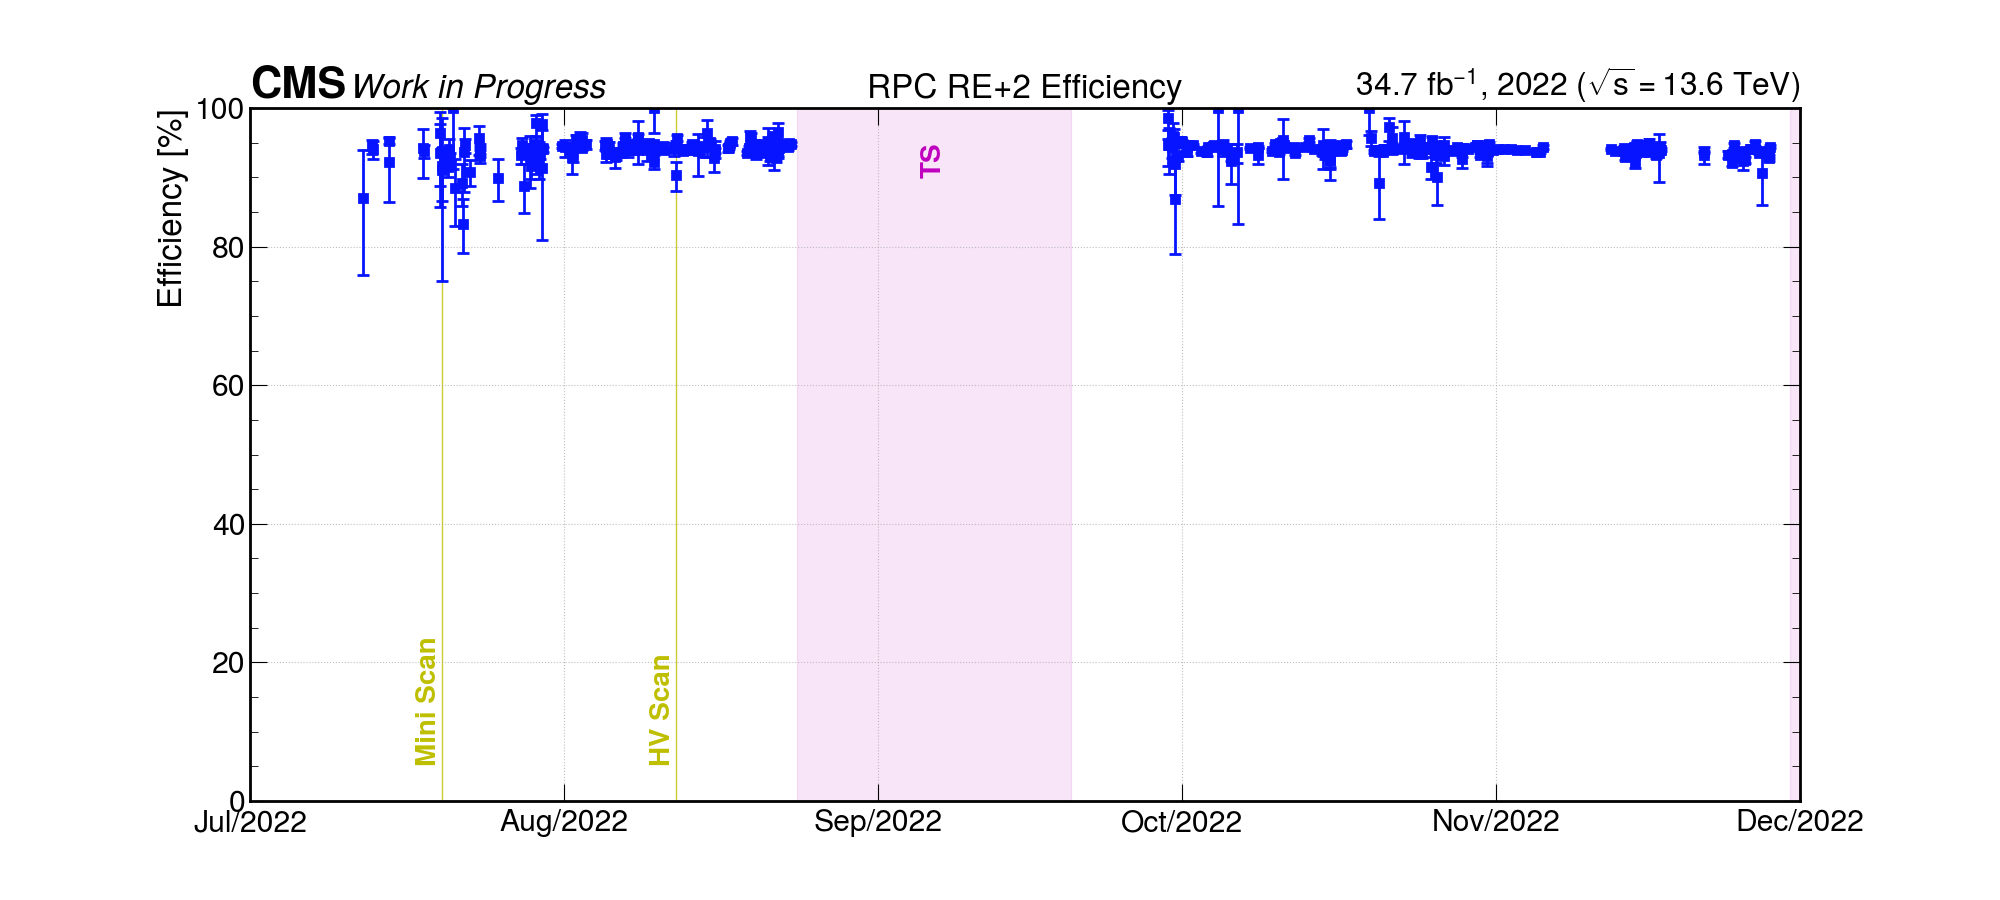 CMS Work in Progress RPC RE+2 Efficiency 34.7 fb⁻¹, 2022 (√s = 13.6 TeV)
Efficiency [%]
100
80
60
40
20
0
TS
Mini Scan
HV Scan
Jul/2022 Aug/2022 Sep/2022 Oct/2022 Nov/2022 Dec/2022